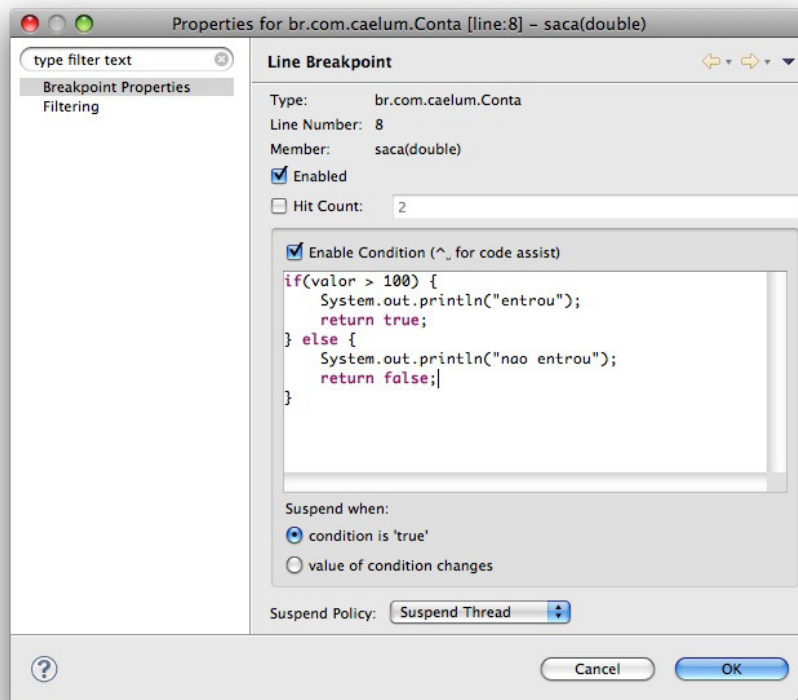 Properties for br.com.caelum.Conta [line:8] – saca(double)
type filter text
Breakpoint Properties
Filtering
Line Breakpoint
Type: br.com.caelum.Conta
Line Number: 8
Member: saca(double)
Enabled
Hit Count: 2
Enable Condition (^␣ for code assist)
if(valor > 100) {
    System.out.println("entrou");
    return true;
} else {
    System.out.println("nao entrou");
    return false;
}
Suspend when:
condition is 'true'
value of condition changes
Suspend Policy: Suspend Thread
?
Cancel OK